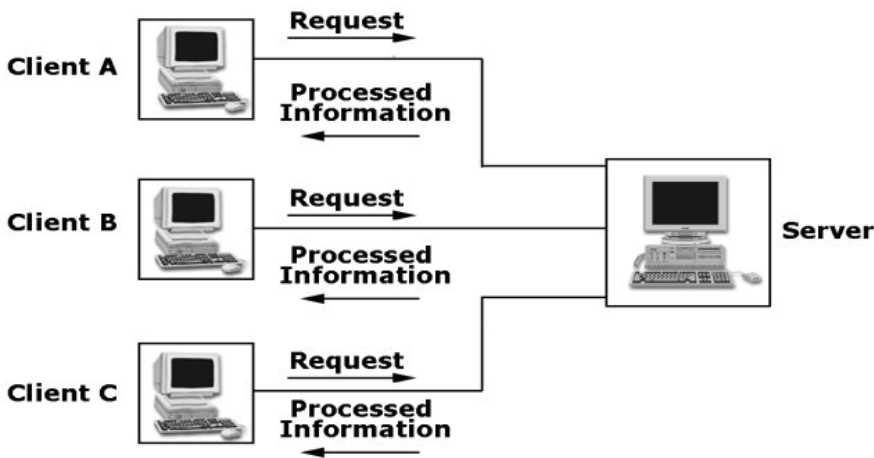 Request
Client A
Processed
Information
Request
Client B
Server
Processed
Information
Request
Client C
Processed
Information